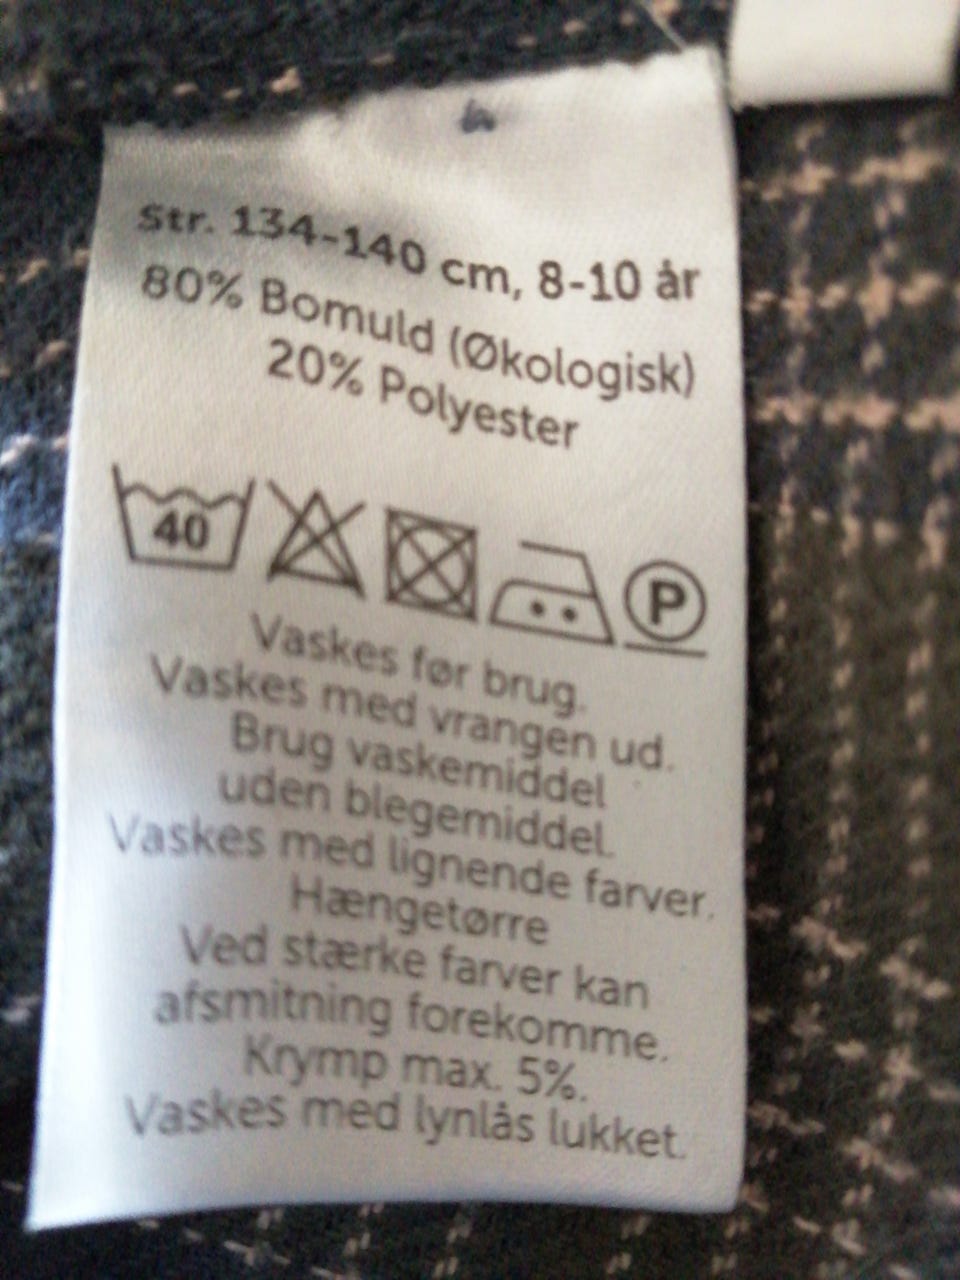 Str. 134-140 cm, 8-10 år
80% Bomuld (Økologisk)
20% Polyester
40
P
Vaskes før brug.
Vaskes med vrangen ud.
Brug vaskemiddel
uden blegemiddel.
Vaskes med lignende farver.
Hængetørre
Ved stærke farver kan
afsmitning forekomme.
Krymp max. 5%.
Vaskes med lynlås lukket.